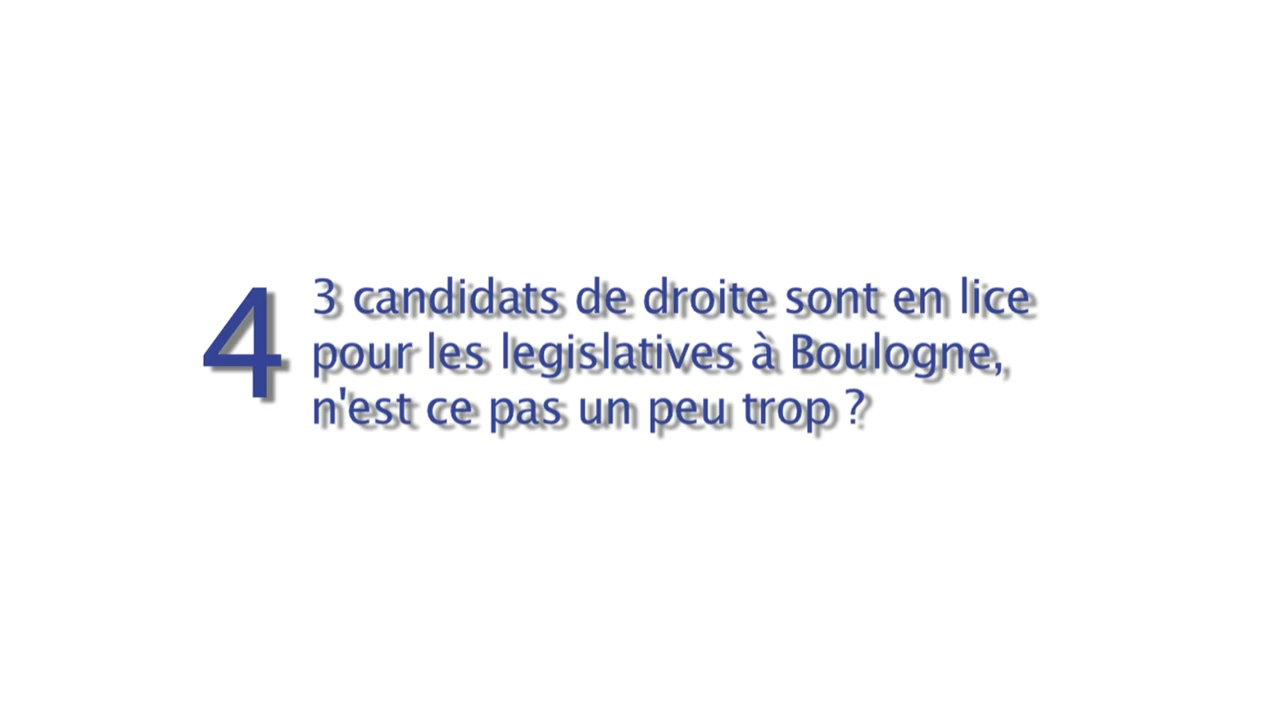 4
3 candidats de droite sont en lice
pour les legislatives à Boulogne,
n'est ce pas un peu trop ?